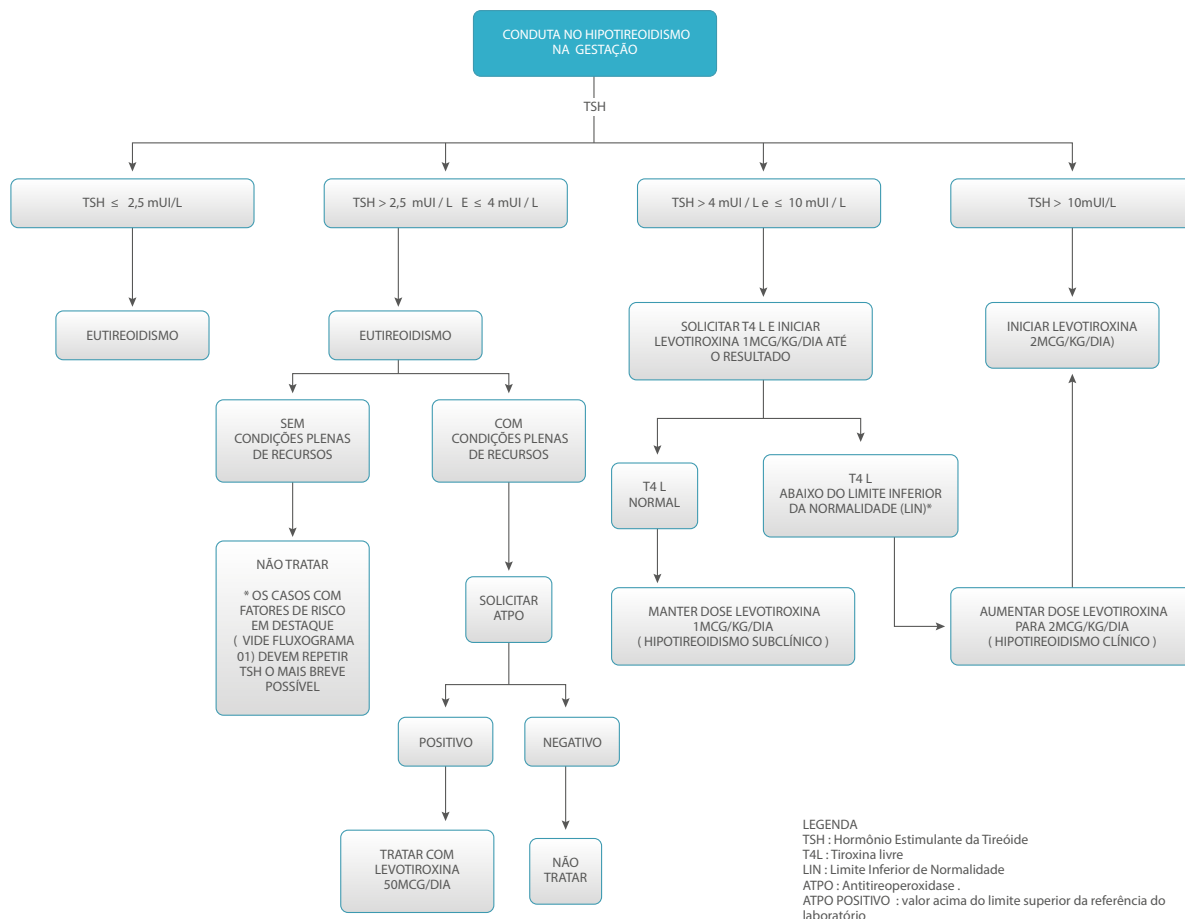 CONDUTA NO HIPOTIREOIDISMO
NA GESTAÇÃO
TSH
TSH ≤ 2,5 mUI/L
TSH > 2,5 mUI / L E ≤ 4 mUI / L
TSH > 4 mUI / L e ≤ 10 mUI / L
TSH > 10mUI/L
EUTIREOIDISMO
EUTIREOIDISMO
SOLICITAR T4 L E INICIAR
LEVOTIROXINA 1MCG/KG/DIA ATÉ
O RESULTADO
INICIAR LEVOTIROXINA
2MCG/KG/DIA)
SEM
CONDIÇÕES PLENAS
DE RECURSOS
COM
CONDIÇÕES PLENAS
DE RECURSOS
T4 L
NORMAL
T4 L
ABAIXO DO LIMITE INFERIOR
DA NORMALIDADE (LIN)*
NÃO TRATAR
* OS CASOS COM
FATORES DE RISCO
EM DESTAQUE
( VIDE FLUXOGRAMA
01) DEVEM REPETIR
TSH O MAIS BREVE
POSSÍVEL
SOLICITAR
ATPO
MANTER DOSE LEVOTIROXINA
1MCG/KG/DIA
( HIPOTIREOIDISMO SUBCLÍNICO )
AUMENTAR DOSE LEVOTIROXINA
PARA 2MCG/KG/DIA
( HIPOTIREOIDISMO CLÍNICO )
POSITIVO
NEGATIVO
TRATAR COM
LEVOTIROXINA
50MCG/DIA
NÃO
TRATAR
LEGENDA
TSH : Hormônio Estimulante da Tireóide
T4L : Tiroxina livre
LIN : Limite Inferior de Normalidade
ATPO : Antitireoperoxidase .
ATPO POSITIVO : valor acima do limite superior da referência do
laboratório